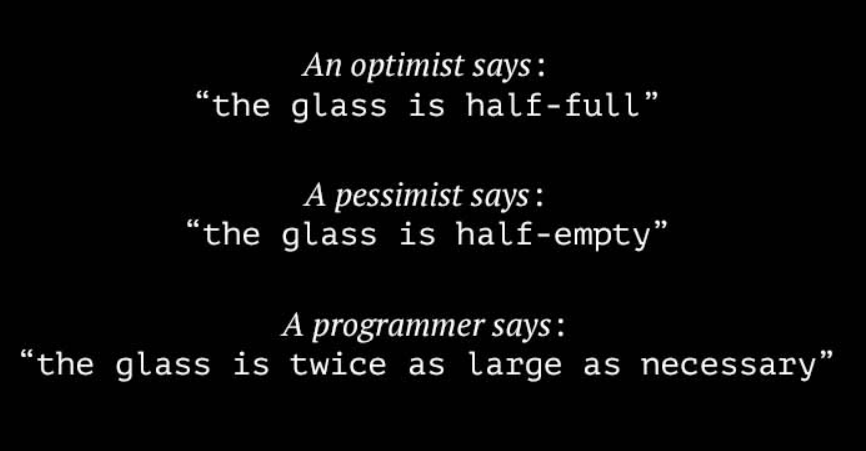 An optimist says:
“the glass is half-full”
A pessimist says:
“the glass is half-empty”
A programmer says:
“the glass is twice as large as necessary”